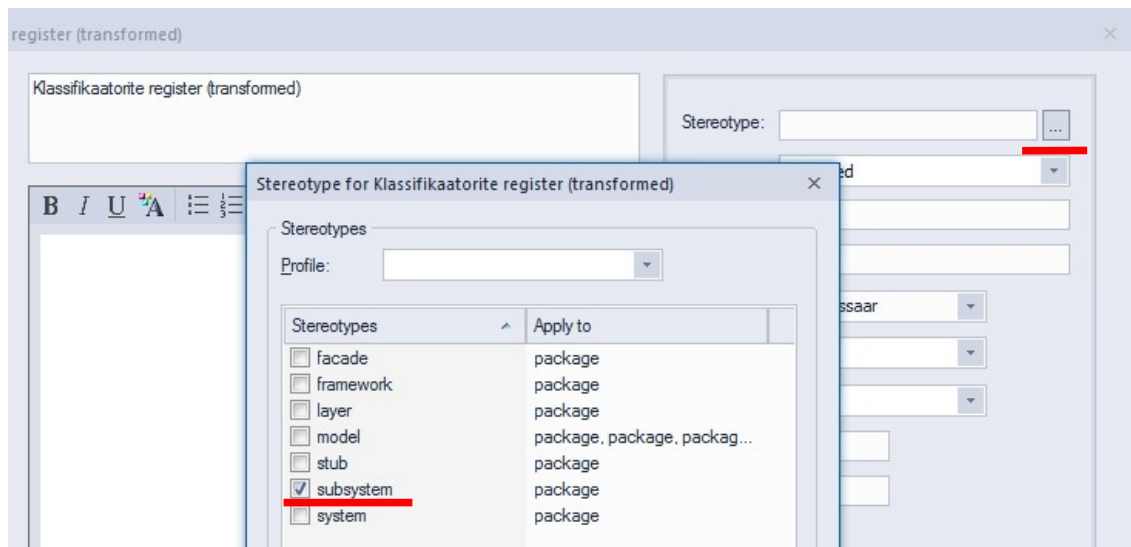 register (transformed)
Klassifikaatorite register (transformed)
Stereotype:
...
ed
Stereotype for Klassifikaatorite register (transformed)
B I U A
Stereotypes
Profile:
ssaar
Stereotypes Apply to
facade package
framework package
layer package
model package, package, packag...
stub package
subsystem package
system package